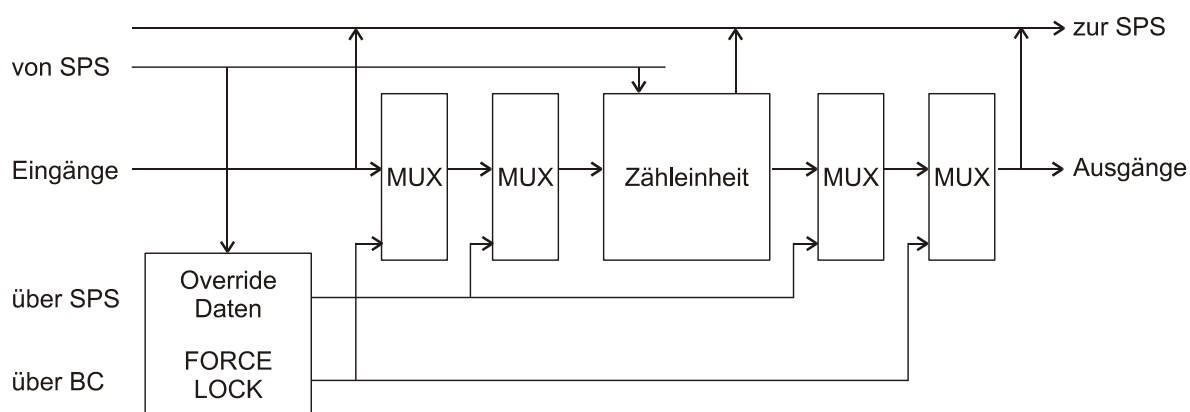 zur SPS
von SPS
Eingänge
MUX
MUX
Zähleinheit
MUX
MUX
Ausgänge
über SPS
Override
Daten
FORCE
LOCK
über BC